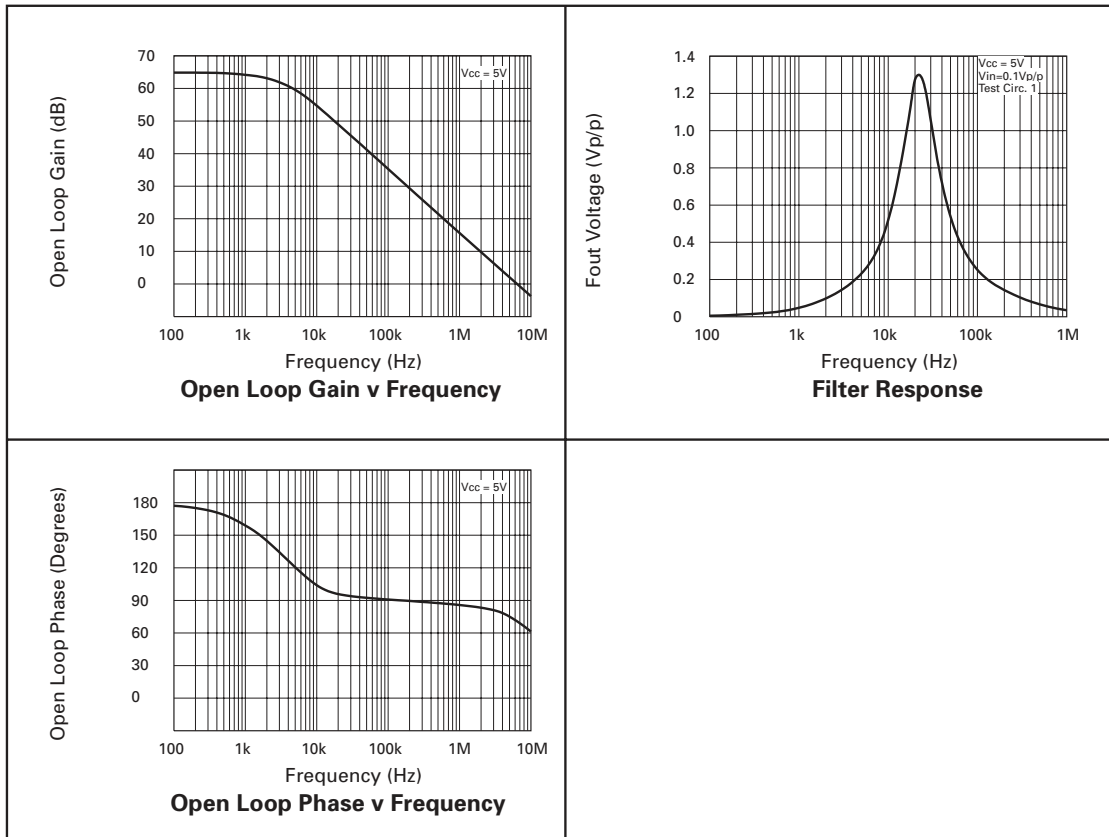 Open Loop Gain (dB)
70
60
50
40
30
20
10
0
Vcc = 5V
100 1k 10k 100k 1M 10M
Frequency (Hz)
Open Loop Gain v Frequency
Fout Voltage (Vp/p)
1.4
1.2
1.0
0.8
0.6
0.4
0.2
0
Vcc = 5V
Vin=0.1Vp/p
Test Circ. 1
100 1k 10k 100k 1M
Frequency (Hz)
Filter Response
Open Loop Phase (Degrees)
180
150
120
90
60
30
0
Vcc = 5V
100 1k 10k 100k 1M 10M
Frequency (Hz)
Open Loop Phase v Frequency